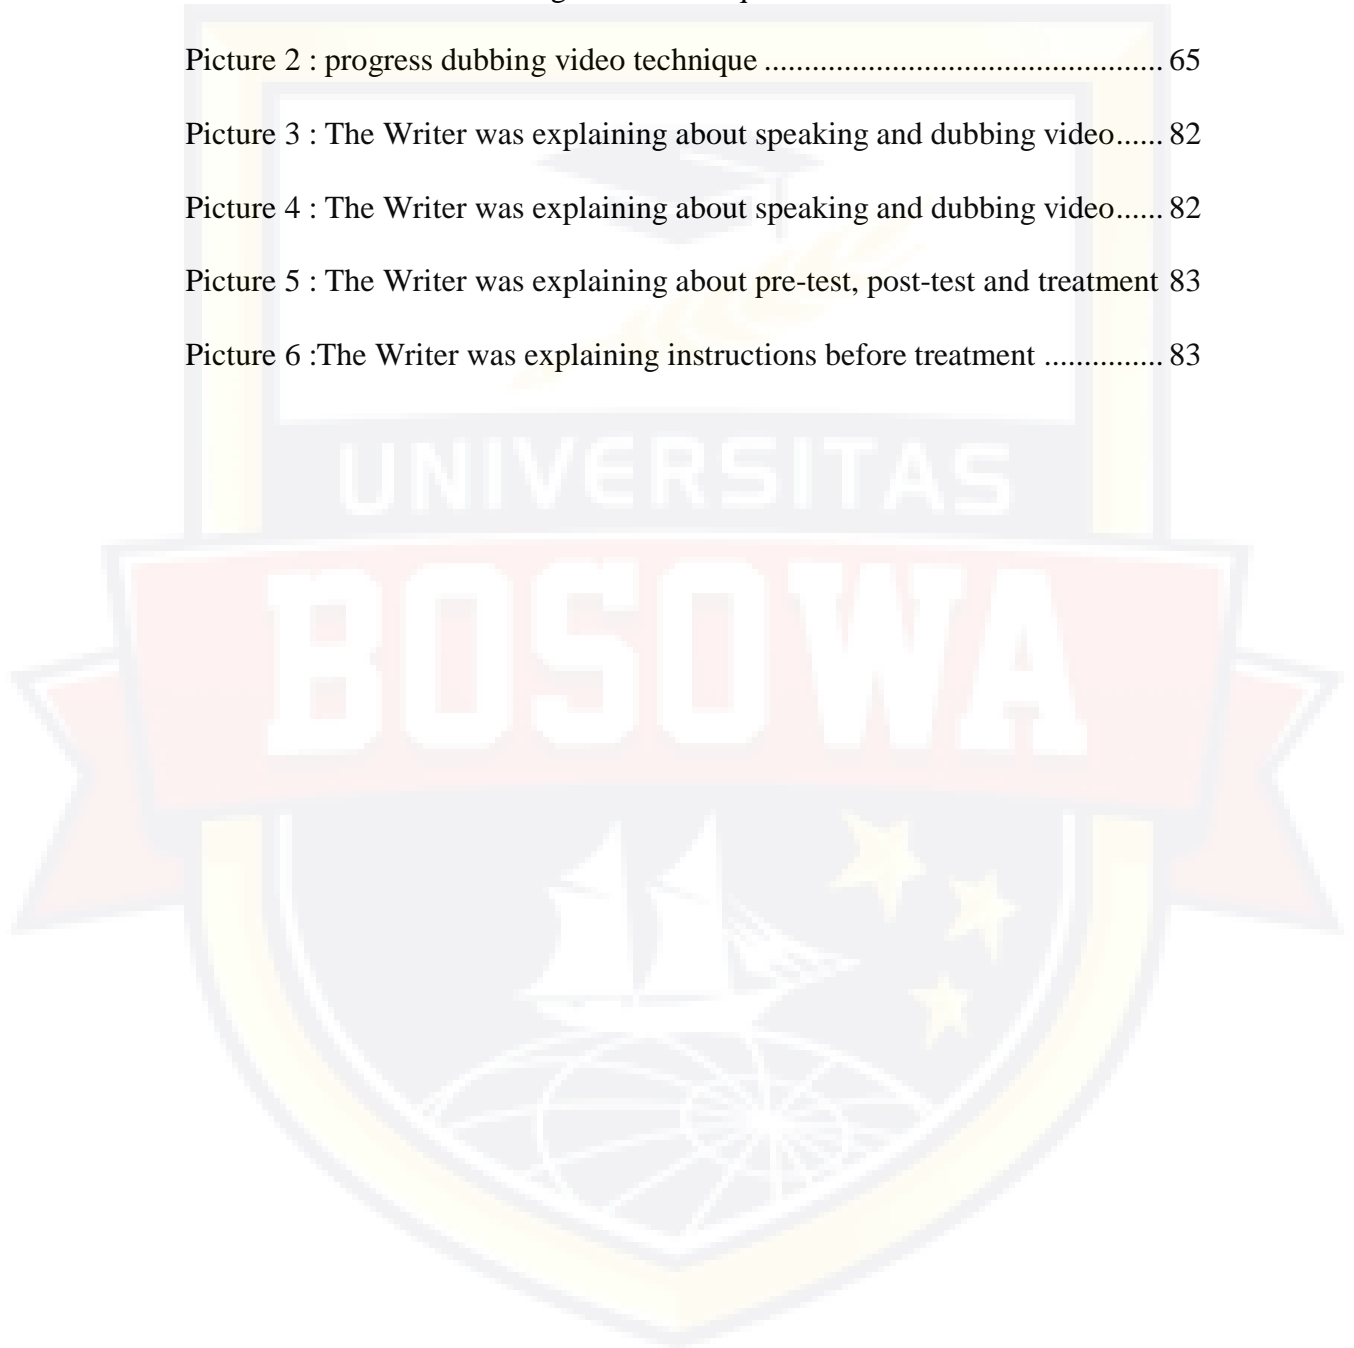 Picture 2 : progress dubbing video technique .................................................. 65
Picture 3 : The Writer was explaining about speaking and dubbing video...... 82
Picture 4 : The Writer was explaining about speaking and dubbing video...... 82
Picture 5 : The Writer was explaining about pre-test, post-test and treatment 83
Picture 6 :The Writer was explaining instructions before treatment ............... 83
UNIVERSITAS
BOSOWA